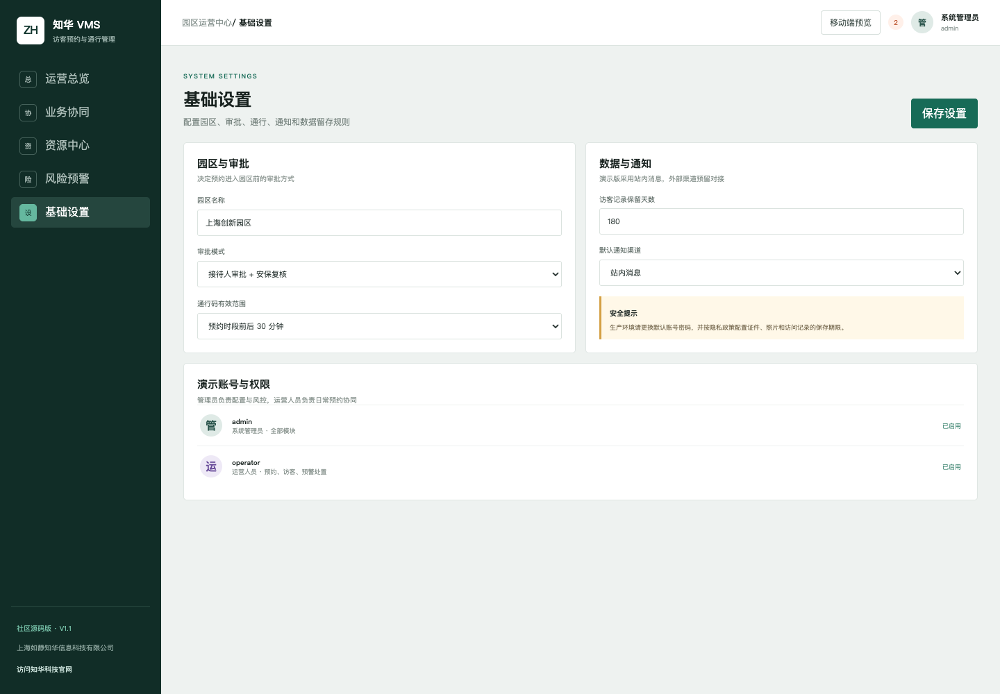 ZH
知华 VMS
访客预约与通行管理
总 运营总览
协 业务协同
资 资源中心
险 风险预警
设 基础设置
社区源码版 · V1.1
上海如静知华信息科技有限公司
访问知华科技官网
园区运营中心/ 基础设置
移动端预览
2
管
系统管理员
admin
SYSTEM SETTINGS
基础设置
配置园区、审批、通行、通知和数据留存规则
保存设置
园区与审批
决定预约进入园区前的审批方式
园区名称
上海创新园区
审批模式
接待人审批 + 安保复核
通行码有效范围
预约时段前后 30 分钟
数据与通知
演示版采用站内消息，外部渠道预留对接
访客记录保留天数
180
默认通知渠道
站内消息
安全提示
生产环境请更换默认账号密码，并按隐私政策配置证件、照片和访问记录的保存期限。
演示账号与权限
管理员负责配置与风控，运营人员负责日常预约协同
管
admin
系统管理员 · 全部模块
已启用
运
operator
运营人员 · 预约、访客、预警处置
已启用